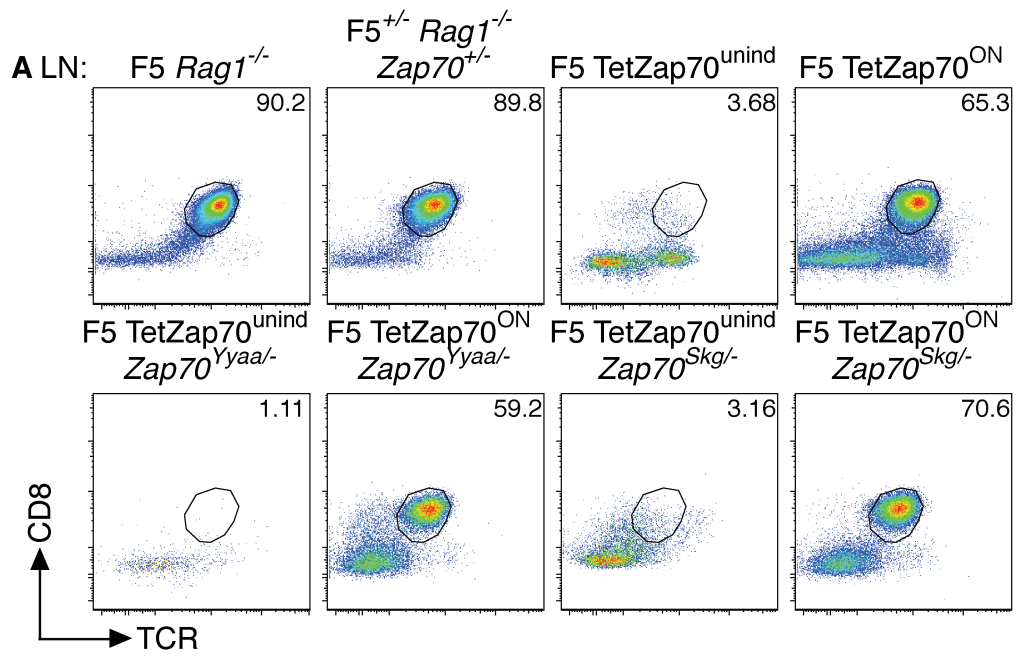 F5+/- Rag1-/-
A LN: F5 Rag1-/- Zap70+/- F5 TetZap70unind F5 TetZap70ON
90.2 89.8 3.68 65.3
F5 TetZap70unind F5 TetZap70ON F5 TetZap70unind F5 TetZap70ON
Zap70Yyaa/- Zap70Yyaa/- Zap70Skg/- Zap70Skg/-
1.11 59.2 3.16 70.6
CD8
TCR